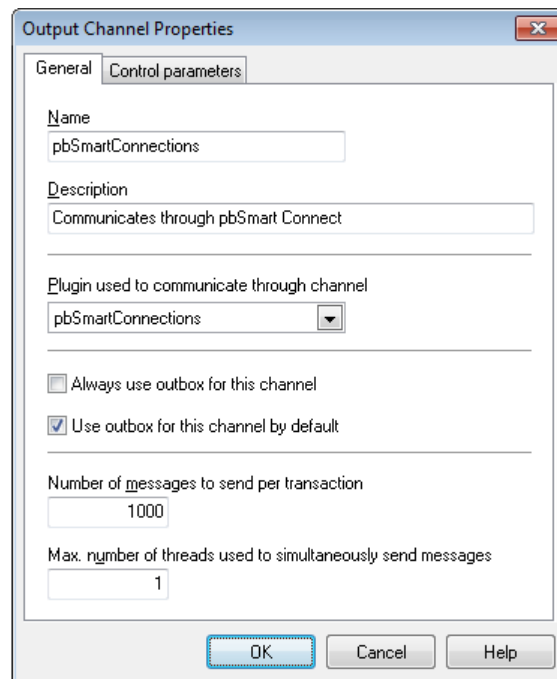 Output Channel Properties
General
Control parameters
Name
pbSmartConnections
Description
Communicates through pbSmart Connect
Plugin used to communicate through channel
pbSmartConnections
Always use outbox for this channel
Use outbox for this channel by default
Number of messages to send per transaction
1000
Max. number of threads used to simultaneously send messages
1
OK Cancel Help